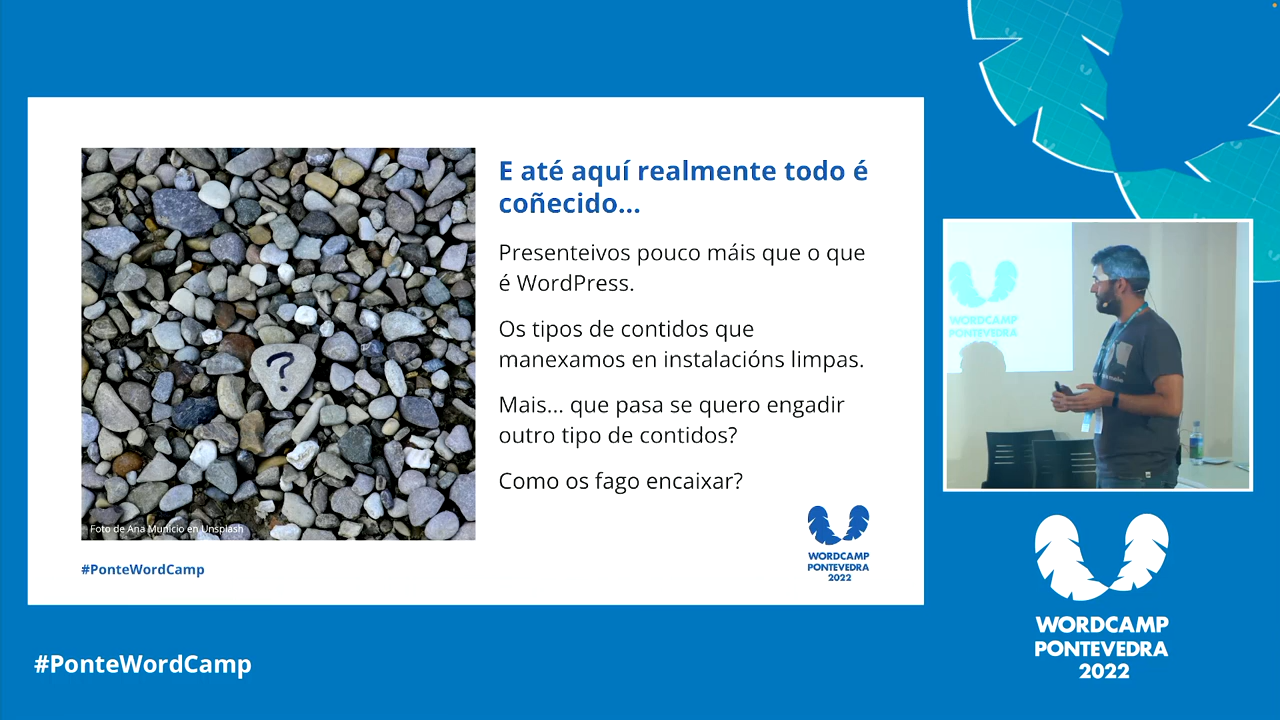 E até aquí realmente todo é
coñecido...
Presenteivos pouco máis que o que
é WordPress.
Os tipos de contidos que
manexamos en instalacións limpas.
Mais... que pasa se quero engadir
outro tipo de contidos?
Como os fago encaixar?
?
Foto de Ana Municio en Unsplash
#PonteWordCamp
WORDCAMP
PONTEVEDRA
2022
WORDCAMP
PONTEVEDRA
#PonteWordCamp
WORDCAMP
PONTEVEDRA
2022